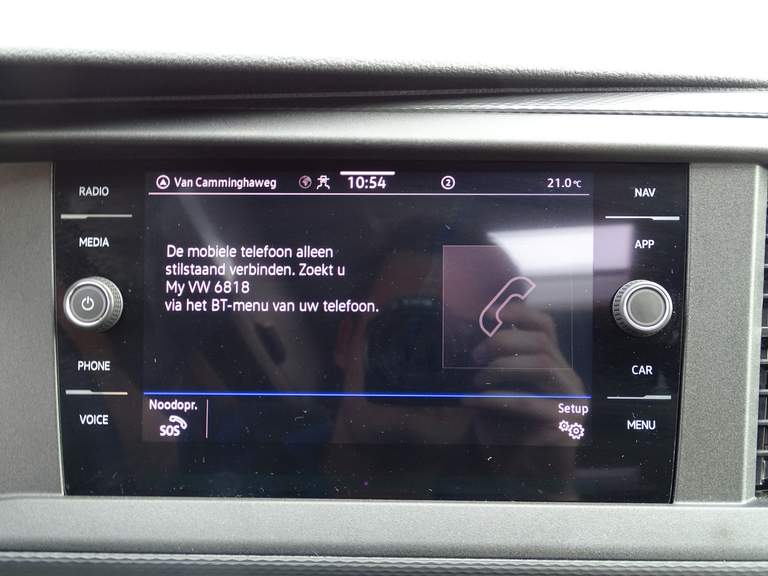 RADIO
MEDIA
PHONE
VOICE
Van Camminghaweg 10:54 2 21.0°C
De mobiele telefoon alleen
stilstaand verbinden. Zoekt u
My VW 6818
via het BT-menu van uw telefoon.
Noodopr.
SOS
Setup
NAV
APP
CAR
MENU